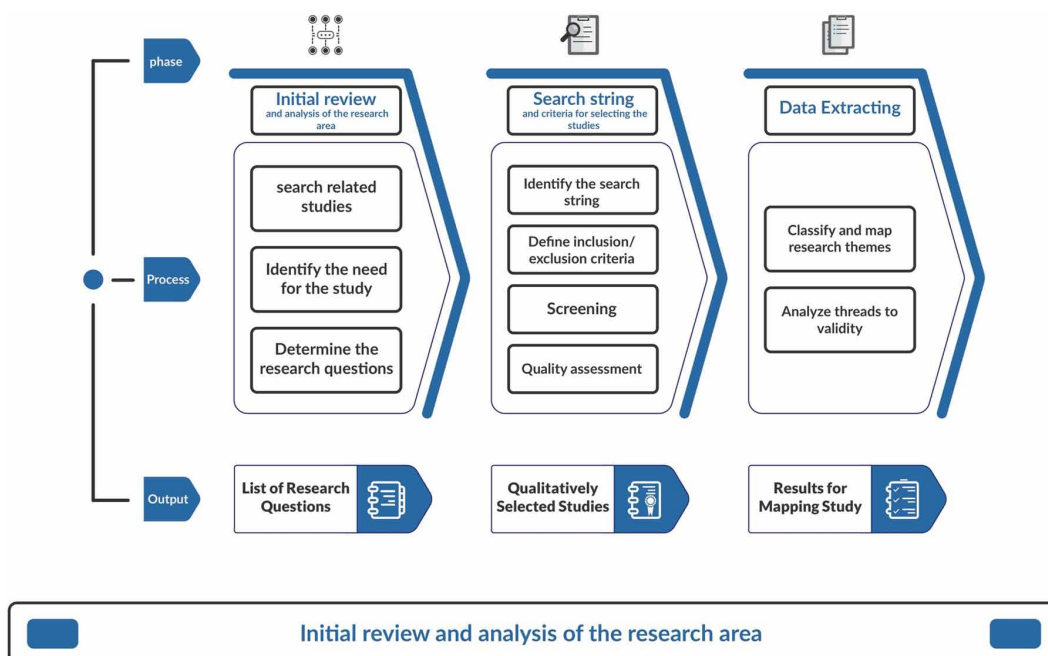 phase
Initial review
and analysis of the research
area
Search string
and criteria for selecting the
studies
Data Extracting
Process
search related
studies
Identify the need
for the study
Determine the
research questions
Identify the search
string
Define inclusion/
exclusion criteria
Screening
Quality assessment
Classify and map
research themes
Analyze threads to
validity
Output
List of Research
Questions
Qualitatively
Selected Studies
Results for
Mapping Study
Initial review and analysis of the research area